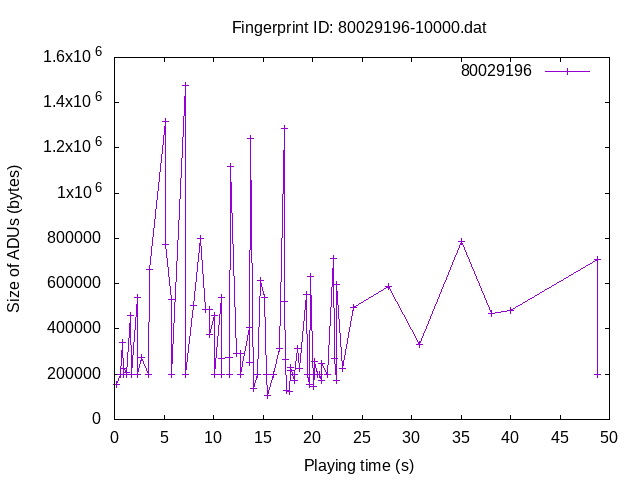 Fingerprint ID: 80029196-10000.dat
80029196
Size of ADUs (bytes)
1.6x10^6
1.4x10^6
1.2x10^6
1x10^6
800000
600000
400000
200000
0
0 5 10 15 20 25 30 35 40 45 50
Playing time (s)